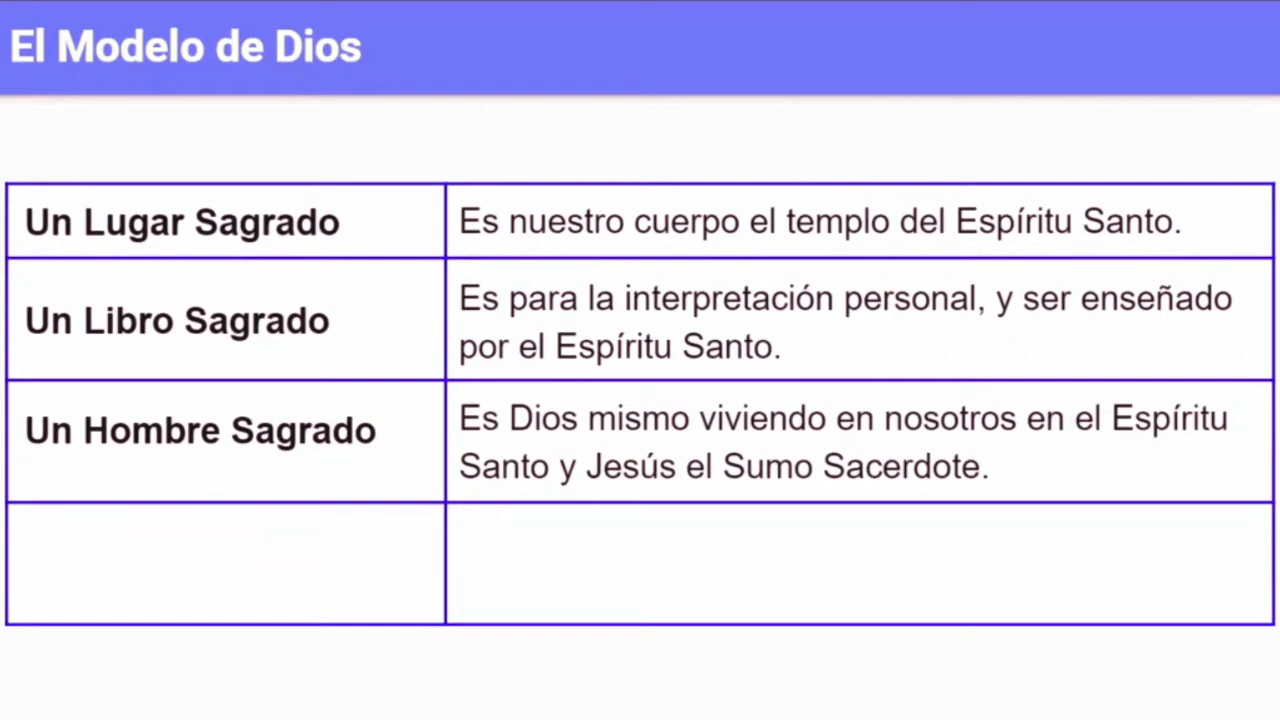 El Modelo de Dios
Un Lugar Sagrado
Es nuestro cuerpo el templo del Espíritu Santo.
Un Libro Sagrado
Es para la interpretación personal, y ser enseñado
por el Espíritu Santo.
Un Hombre Sagrado
Es Dios mismo viviendo en nosotros en el Espíritu
Santo y Jesús el Sumo Sacerdote.